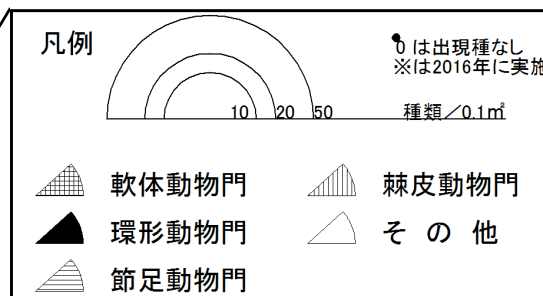 凡例
0 は出現種なし
※は2016年に実施
10 20 50 種類／0.1㎡
軟体動物門 棘皮動物門
環形動物門 その他
節足動物門